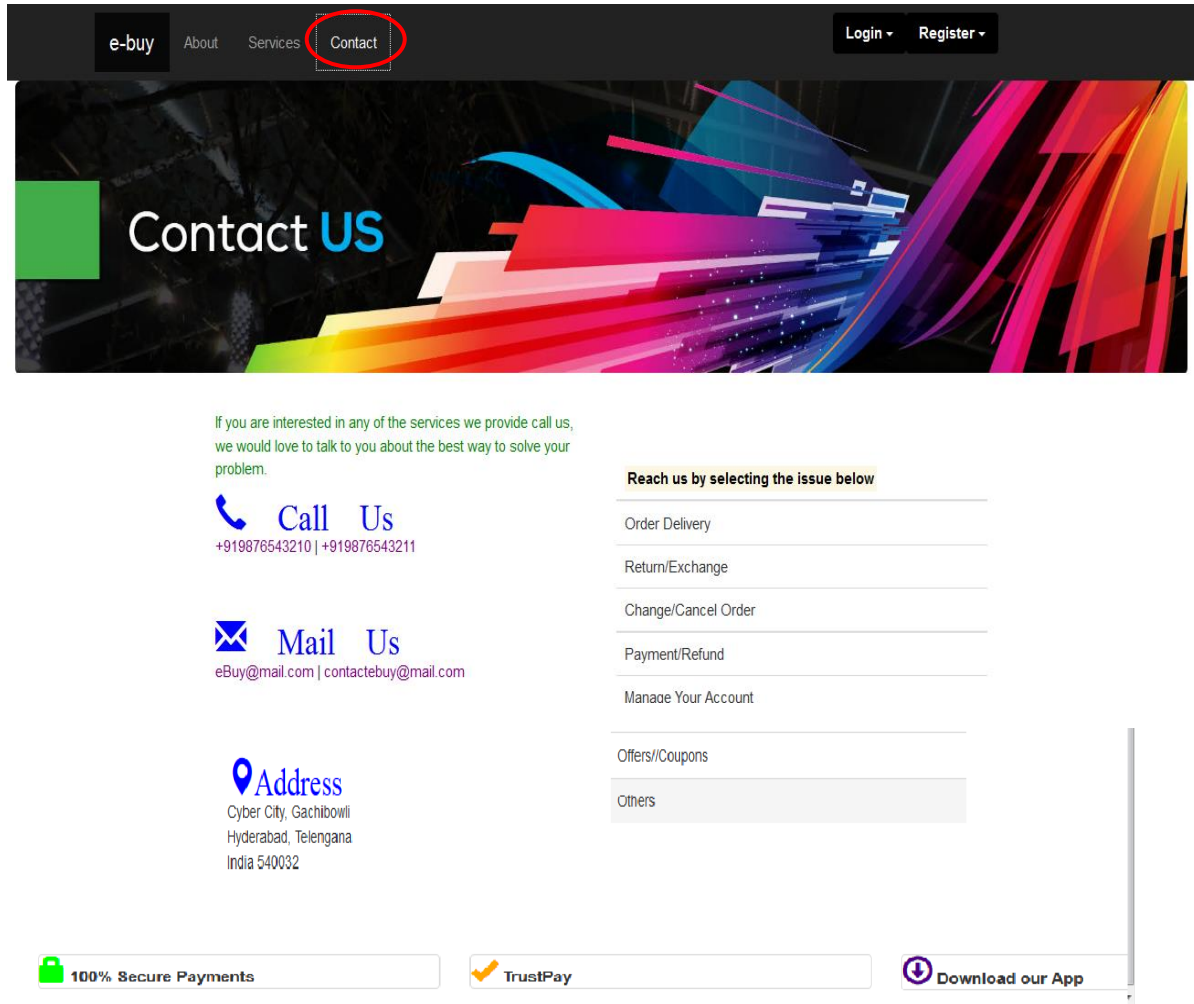 e-buy About Services Contact Login Register
Contact US
If you are interested in any of the services we provide call us,
we would love to talk to you about the best way to solve your
problem.
Call Us
+919876543210 | +919876543211
Mail Us
eBuy@mail.com | contactebuy@mail.com
Address
Cyber City, Gachibowli
Hyderabad, Telengana
India 540032
Reach us by selecting the issue below
Order Delivery
Return/Exchange
Change/Cancel Order
Payment/Refund
Manage Your Account
Offers//Coupons
Others
100% Secure Payments
TrustPay
Download our App